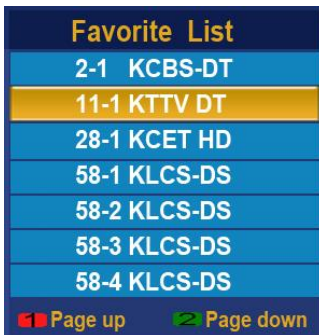 Favorite List
2-1 KCBS-DT
11-1 KTTV DT
28-1 KCET HD
58-1 KLCS-DS
58-2 KLCS-DS
58-3 KLCS-DS
58-4 KLCS-DS
1 Page up 2 Page down